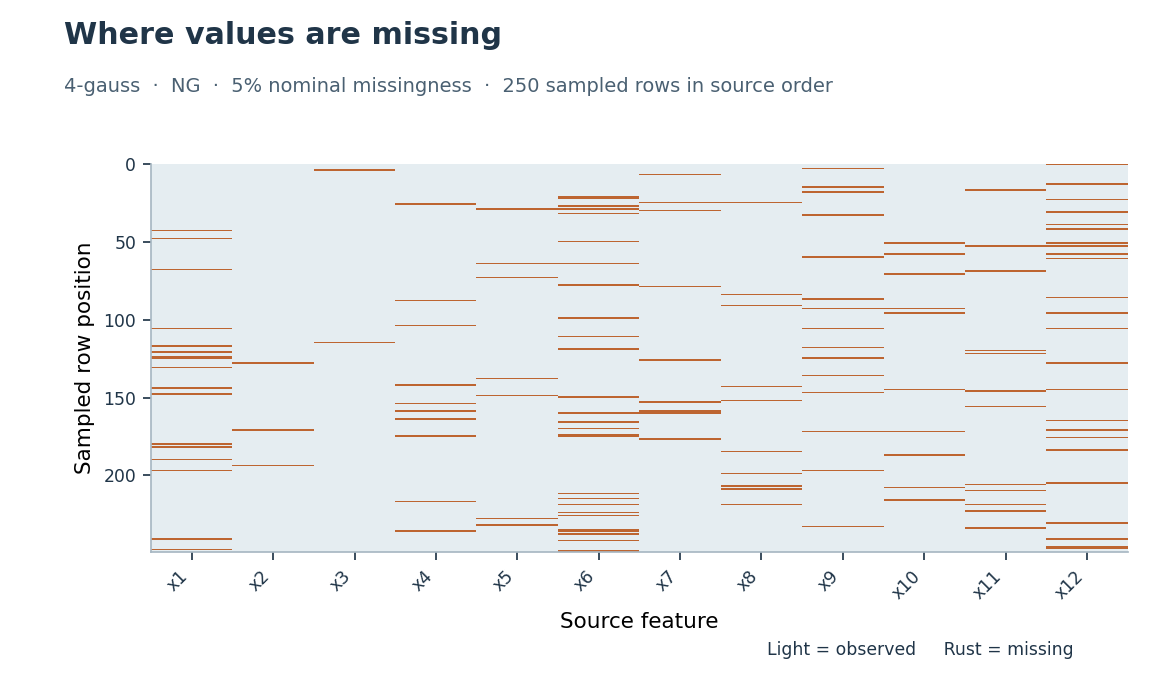 Where values are missing
4-gauss · NG · 5% nominal missingness · 250 sampled rows in source order
0
50
100
150
200
Sampled row position
x1 x2 x3 x4 x5 x6 x7 x8 x9 x10 x11 x12
Source feature
Light = observed Rust = missing